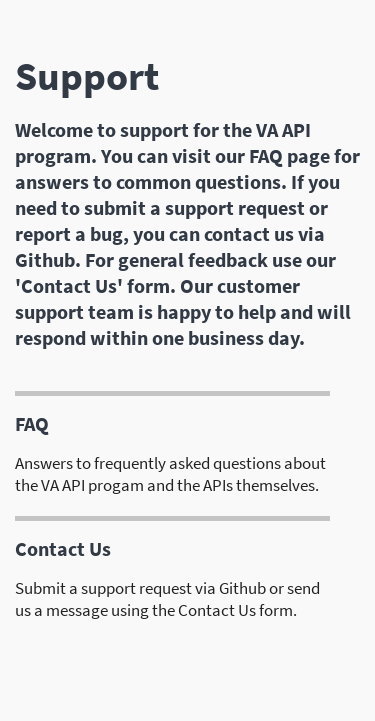 Support
Welcome to support for the VA API
program. You can visit our FAQ page for
answers to common questions. If you
need to submit a support request or
report a bug, you can contact us via
Github. For general feedback use our
'Contact Us' form. Our customer
support team is happy to help and will
respond within one business day.
FAQ
Answers to frequently asked questions about
the VA API progam and the APIs themselves.
Contact Us
Submit a support request via Github or send
us a message using the Contact Us form.